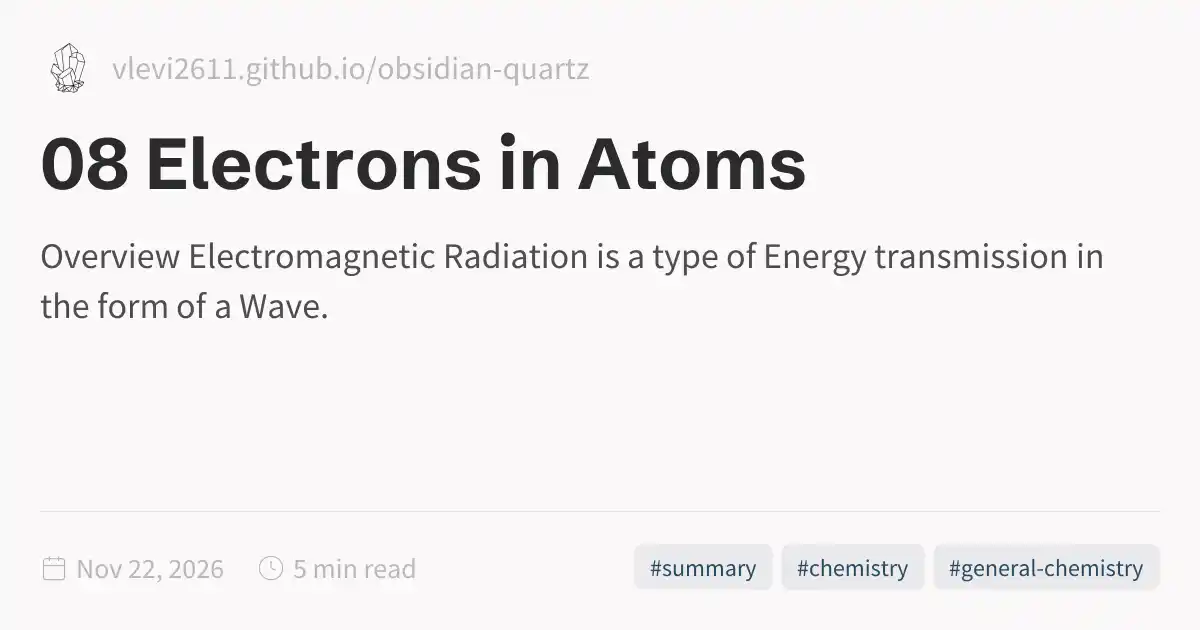 vlevi2611.github.io/obsidian-quartz
08 Electrons in Atoms
Overview Electromagnetic Radiation is a type of Energy transmission in
the form of a Wave.
Nov 22, 2026 5 min read #summary #chemistry #general-chemistry